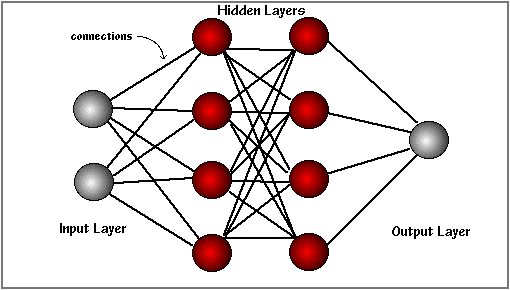 Hidden Layers
connections
Input Layer
Output Layer